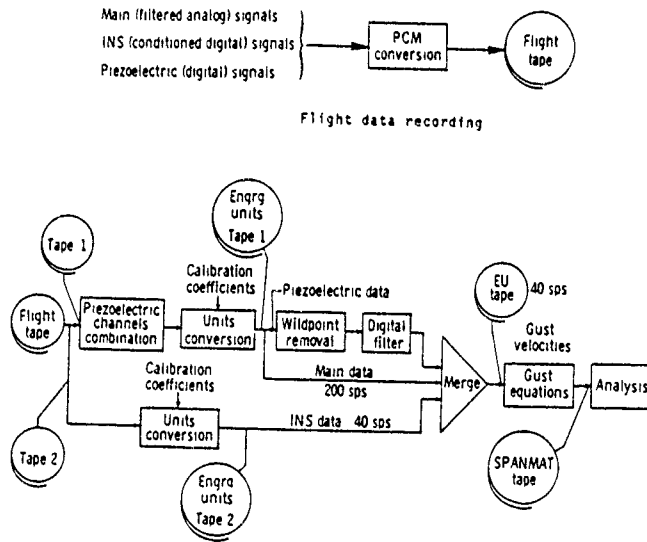 Main (filtered analog) signals
INS (conditioned digital) signals
Piezoelectric (digital) signals
PCM
conversion
Flight
tape
Flight data recording
Engrg
units
Tape 1
Tape 1
Calibration
coefficients
Piezoelectric data
EU
tape
40 sps
Flight
tape
Piezoelectric
channels
combination
Units
conversion
Wildpoint
removal
Digital
filter
Gust
velocities
Calibration
coefficients
Main data
200 sps
Merge
Gust
equations
Analysis
Tape 2
Units
conversion
INS data 40 sps
Engrg
units
Tape 2
SPANMAT
tape